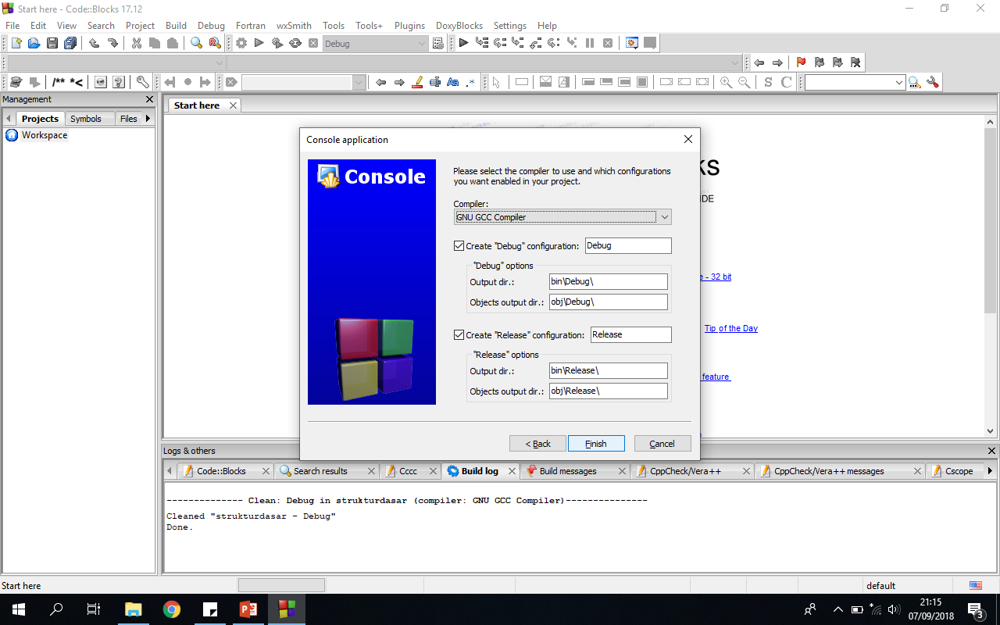 Start here - Code::Blocks 17.12
File Edit View Search Project Build Debug Fortran wxSmith Tools Tools+ Plugins DoxyBlocks Settings Help
Debug
/** *<
S C
Management
Projects Symbols Files
Workspace
Start here
Console application
Console
Please select the compiler to use and which configurations
you want enabled in your project.
Compiler:
GNU GCC Compiler
Create "Debug" configuration: Debug
"Debug" options
Output dir.: bin\Debug\
Objects output dir.: obj\Debug\
Create "Release" configuration: Release
"Release" options
Output dir.: bin\Release\
Objects output dir.: obj\Release\
< Back Finish Cancel
- 32 bit
Tip of the Day
feature
Logs & others
Code::Blocks Search results Cccc Build log Build messages CppCheck/Vera++ CppCheck/Vera++ messages Cscope
-------------- Clean: Debug in strukturdasar (compiler: GNU GCC Compiler)---------------
Cleaned "strukturdasar - Debug"
Done.
Start here default
21:15
07/09/2018
3